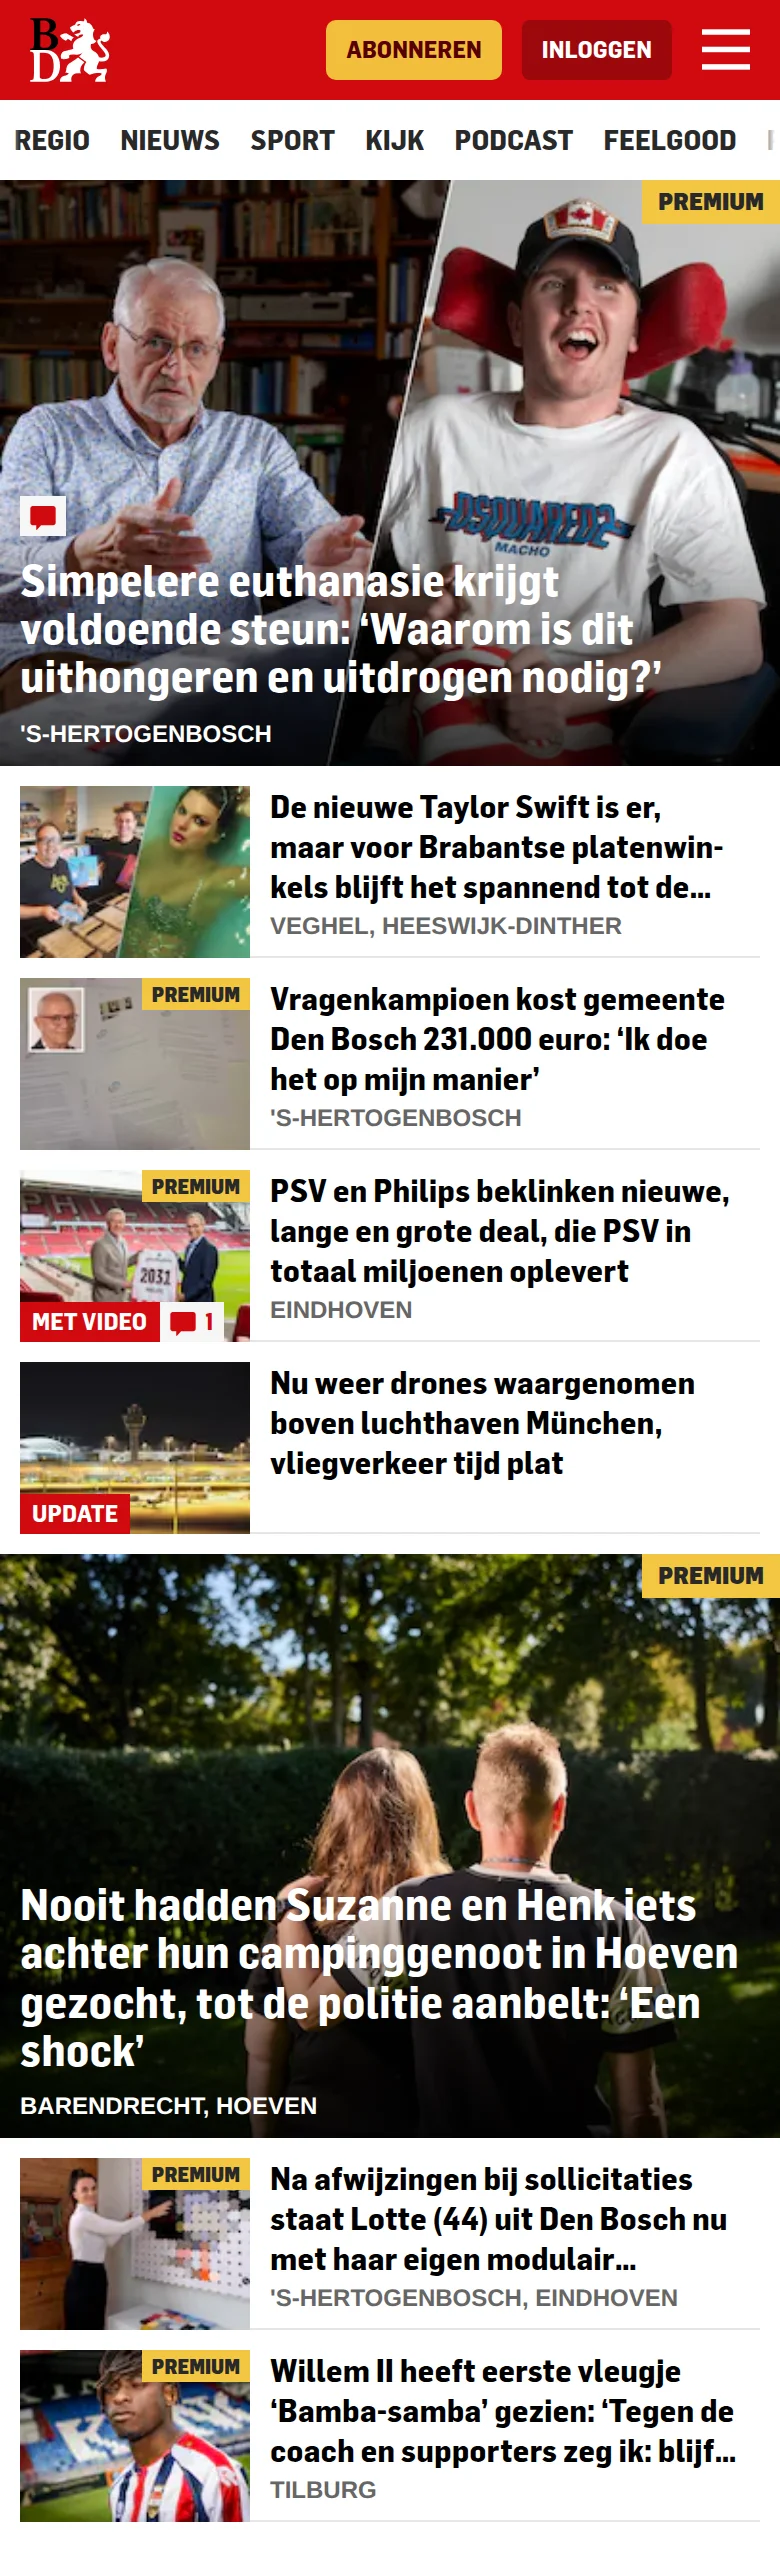 BD
ABONNEREN
INLOGGEN
REGIO NIEUWS SPORT KIJK PODCAST FEELGOOD
PREMIUM
DSQUARED2
MACHO
Simpelere euthanasie krijgt
voldoende steun: ‘Waarom is dit
uithongeren en uitdrogen nodig?’
'S-HERTOGENBOSCH
De nieuwe Taylor Swift is er,
maar voor Brabantse platenwin-
kels blijft het spannend tot de...
VEGHEL, HEESWIJK-DINTHER
PREMIUM
Vragenkampioen kost gemeente
Den Bosch 231.000 euro: ‘Ik doe
het op mijn manier’
'S-HERTOGENBOSCH
PREMIUM
2031
MET VIDEO
1
PSV en Philips beklinken nieuwe,
lange en grote deal, die PSV in
totaal miljoenen oplevert
EINDHOVEN
UPDATE
Nu weer drones waargenomen
boven luchthaven München,
vliegverkeer tijd plat
PREMIUM
Nooit hadden Suzanne en Henk iets
achter hun campinggenoot in Hoeven
gezocht, tot de politie aanbelt: ‘Een
shock’
BARENDRECHT, HOEVEN
PREMIUM
Na afwijzingen bij sollicitaties
staat Lotte (44) uit Den Bosch nu
met haar eigen modulair...
'S-HERTOGENBOSCH, EINDHOVEN
PREMIUM
Willem II heeft eerste vleugje
‘Bamba-samba’ gezien: ‘Tegen de
coach en supporters zeg ik: blijf...
TILBURG